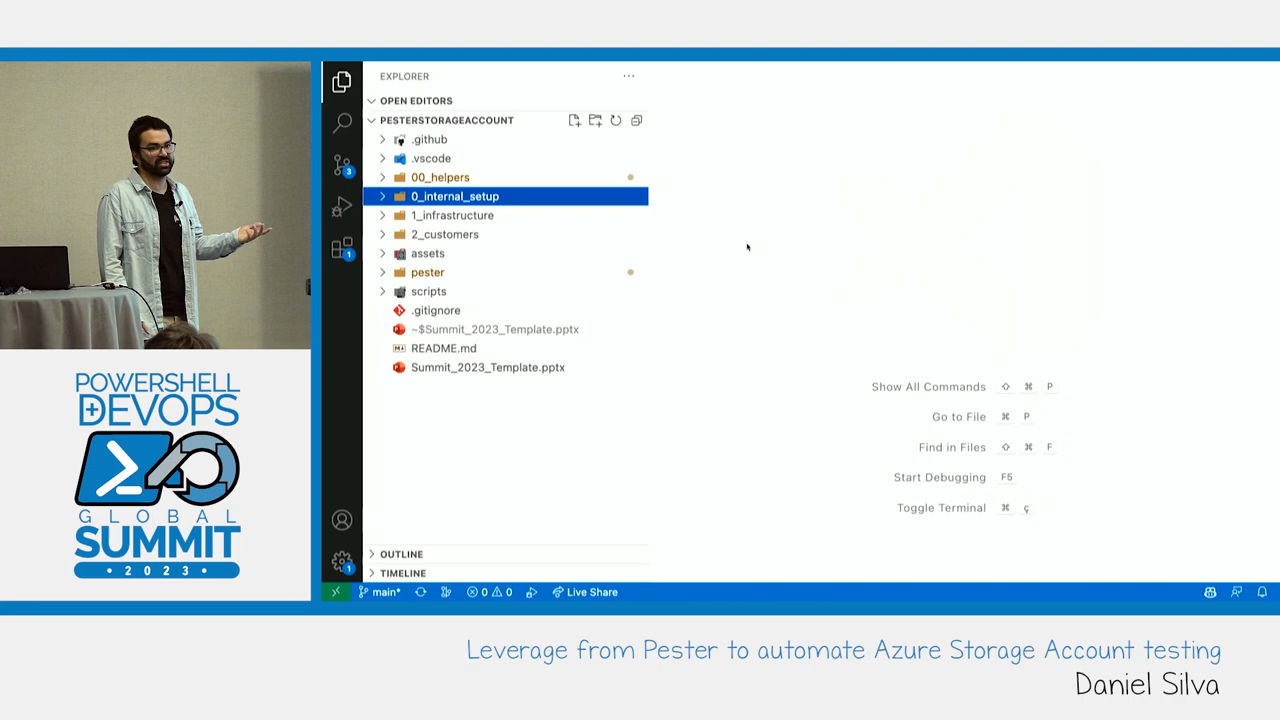 EXPLORER
OPEN EDITORS
PESTERSTORAGEACCOUNT
.github
.vscode
00_helpers
0_internal_setup
1_infrastructure
2_customers
assets
pester
scripts
.gitignore
~$Summit_2023_Template.pptx
README.md
Summit_2023_Template.pptx
3
1
1
Show All Commands ⇧ ⌘ P
Go to File ⌘ P
Find in Files ⇧ ⌘ F
Start Debugging F5
Toggle Terminal ⌘ ç
OUTLINE
TIMELINE
main* 0 0 Live Share
POWERSHELL
+DEVOPS
GLOBAL
SUMMIT
• 2 0 2 3 •
Leverage from Pester to automate Azure Storage Account testing
Daniel Silva